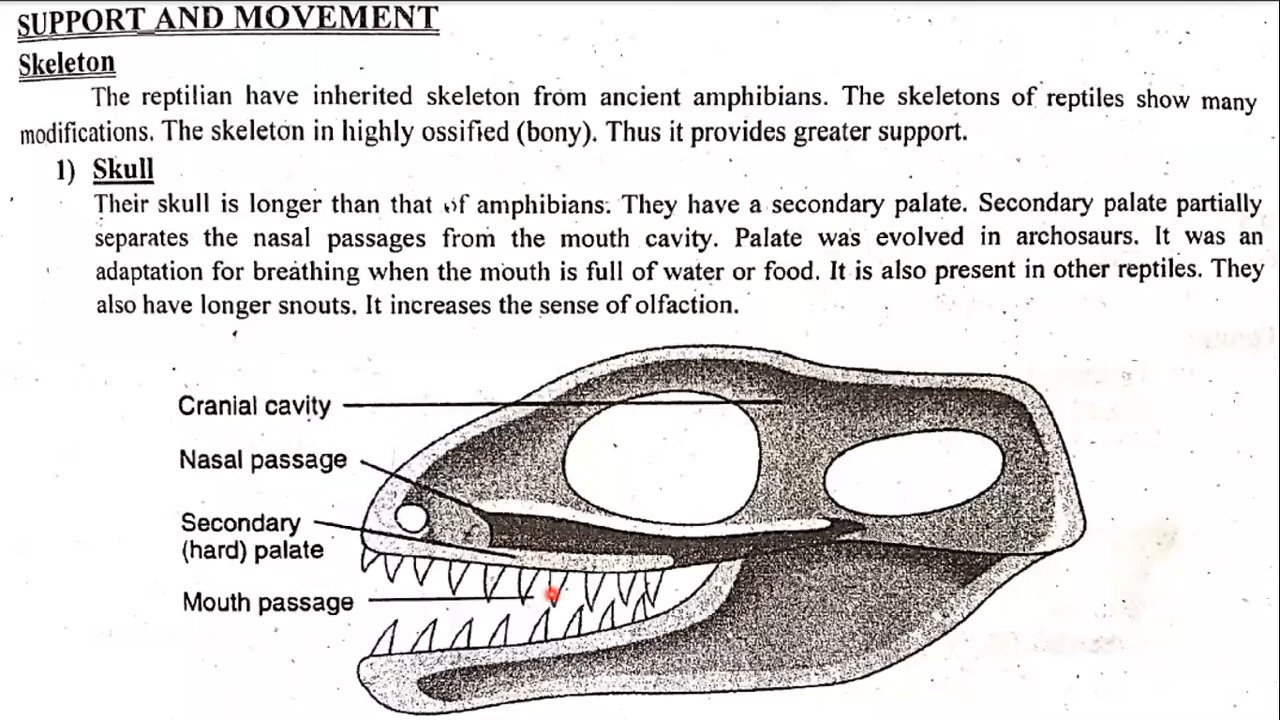 SUPPORT AND MOVEMENT
Skeleton
The reptilian have inherited skeleton from ancient amphibians. The skeletons of reptiles show many
modifications. The skeleton in highly ossified (bony). Thus it provides greater support.
1) Skull
Their skull is longer than that of amphibians. They have a secondary palate. Secondary palate partially
separates the nasal passages from the mouth cavity. Palate was evolved in archosaurs. It was an
adaptation for breathing when the mouth is full of water or food. It is also present in other reptiles. They
also have longer snouts. It increases the sense of olfaction.
Cranial cavity
Nasal passage
Secondary
(hard) palate
Mouth passage